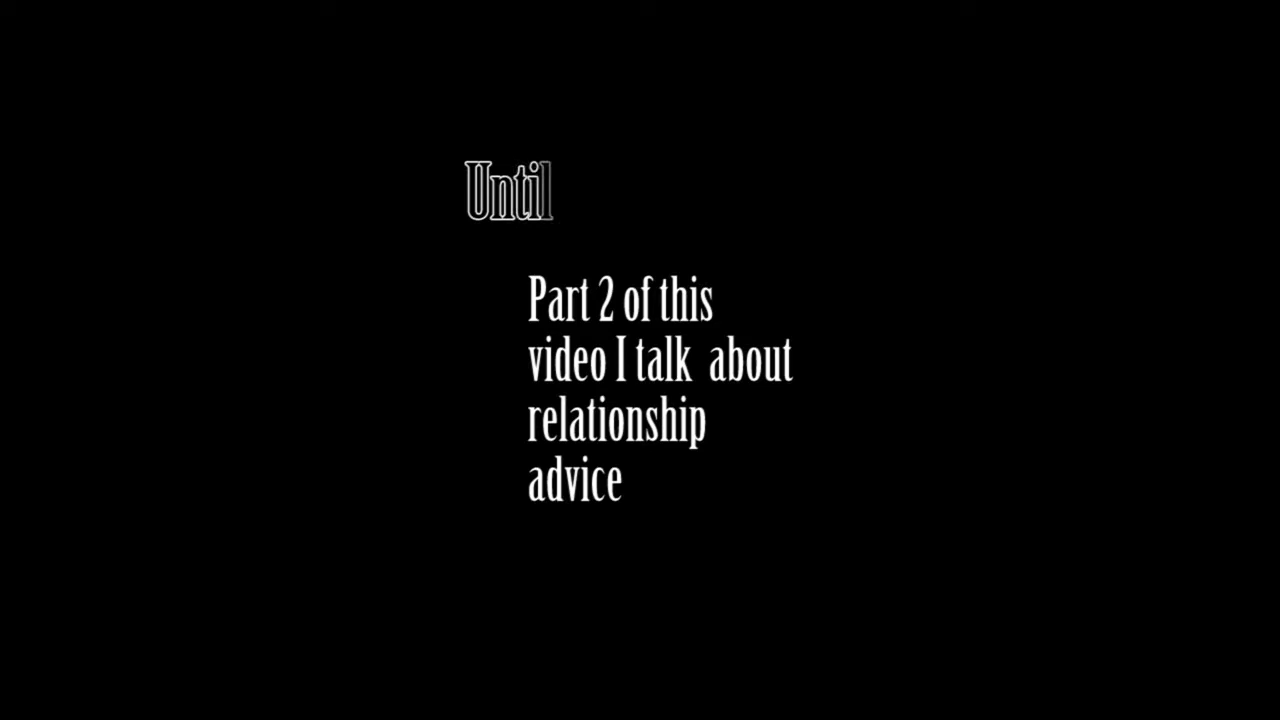 Until
Part 2 of this
video I talk  about
relationship
advice